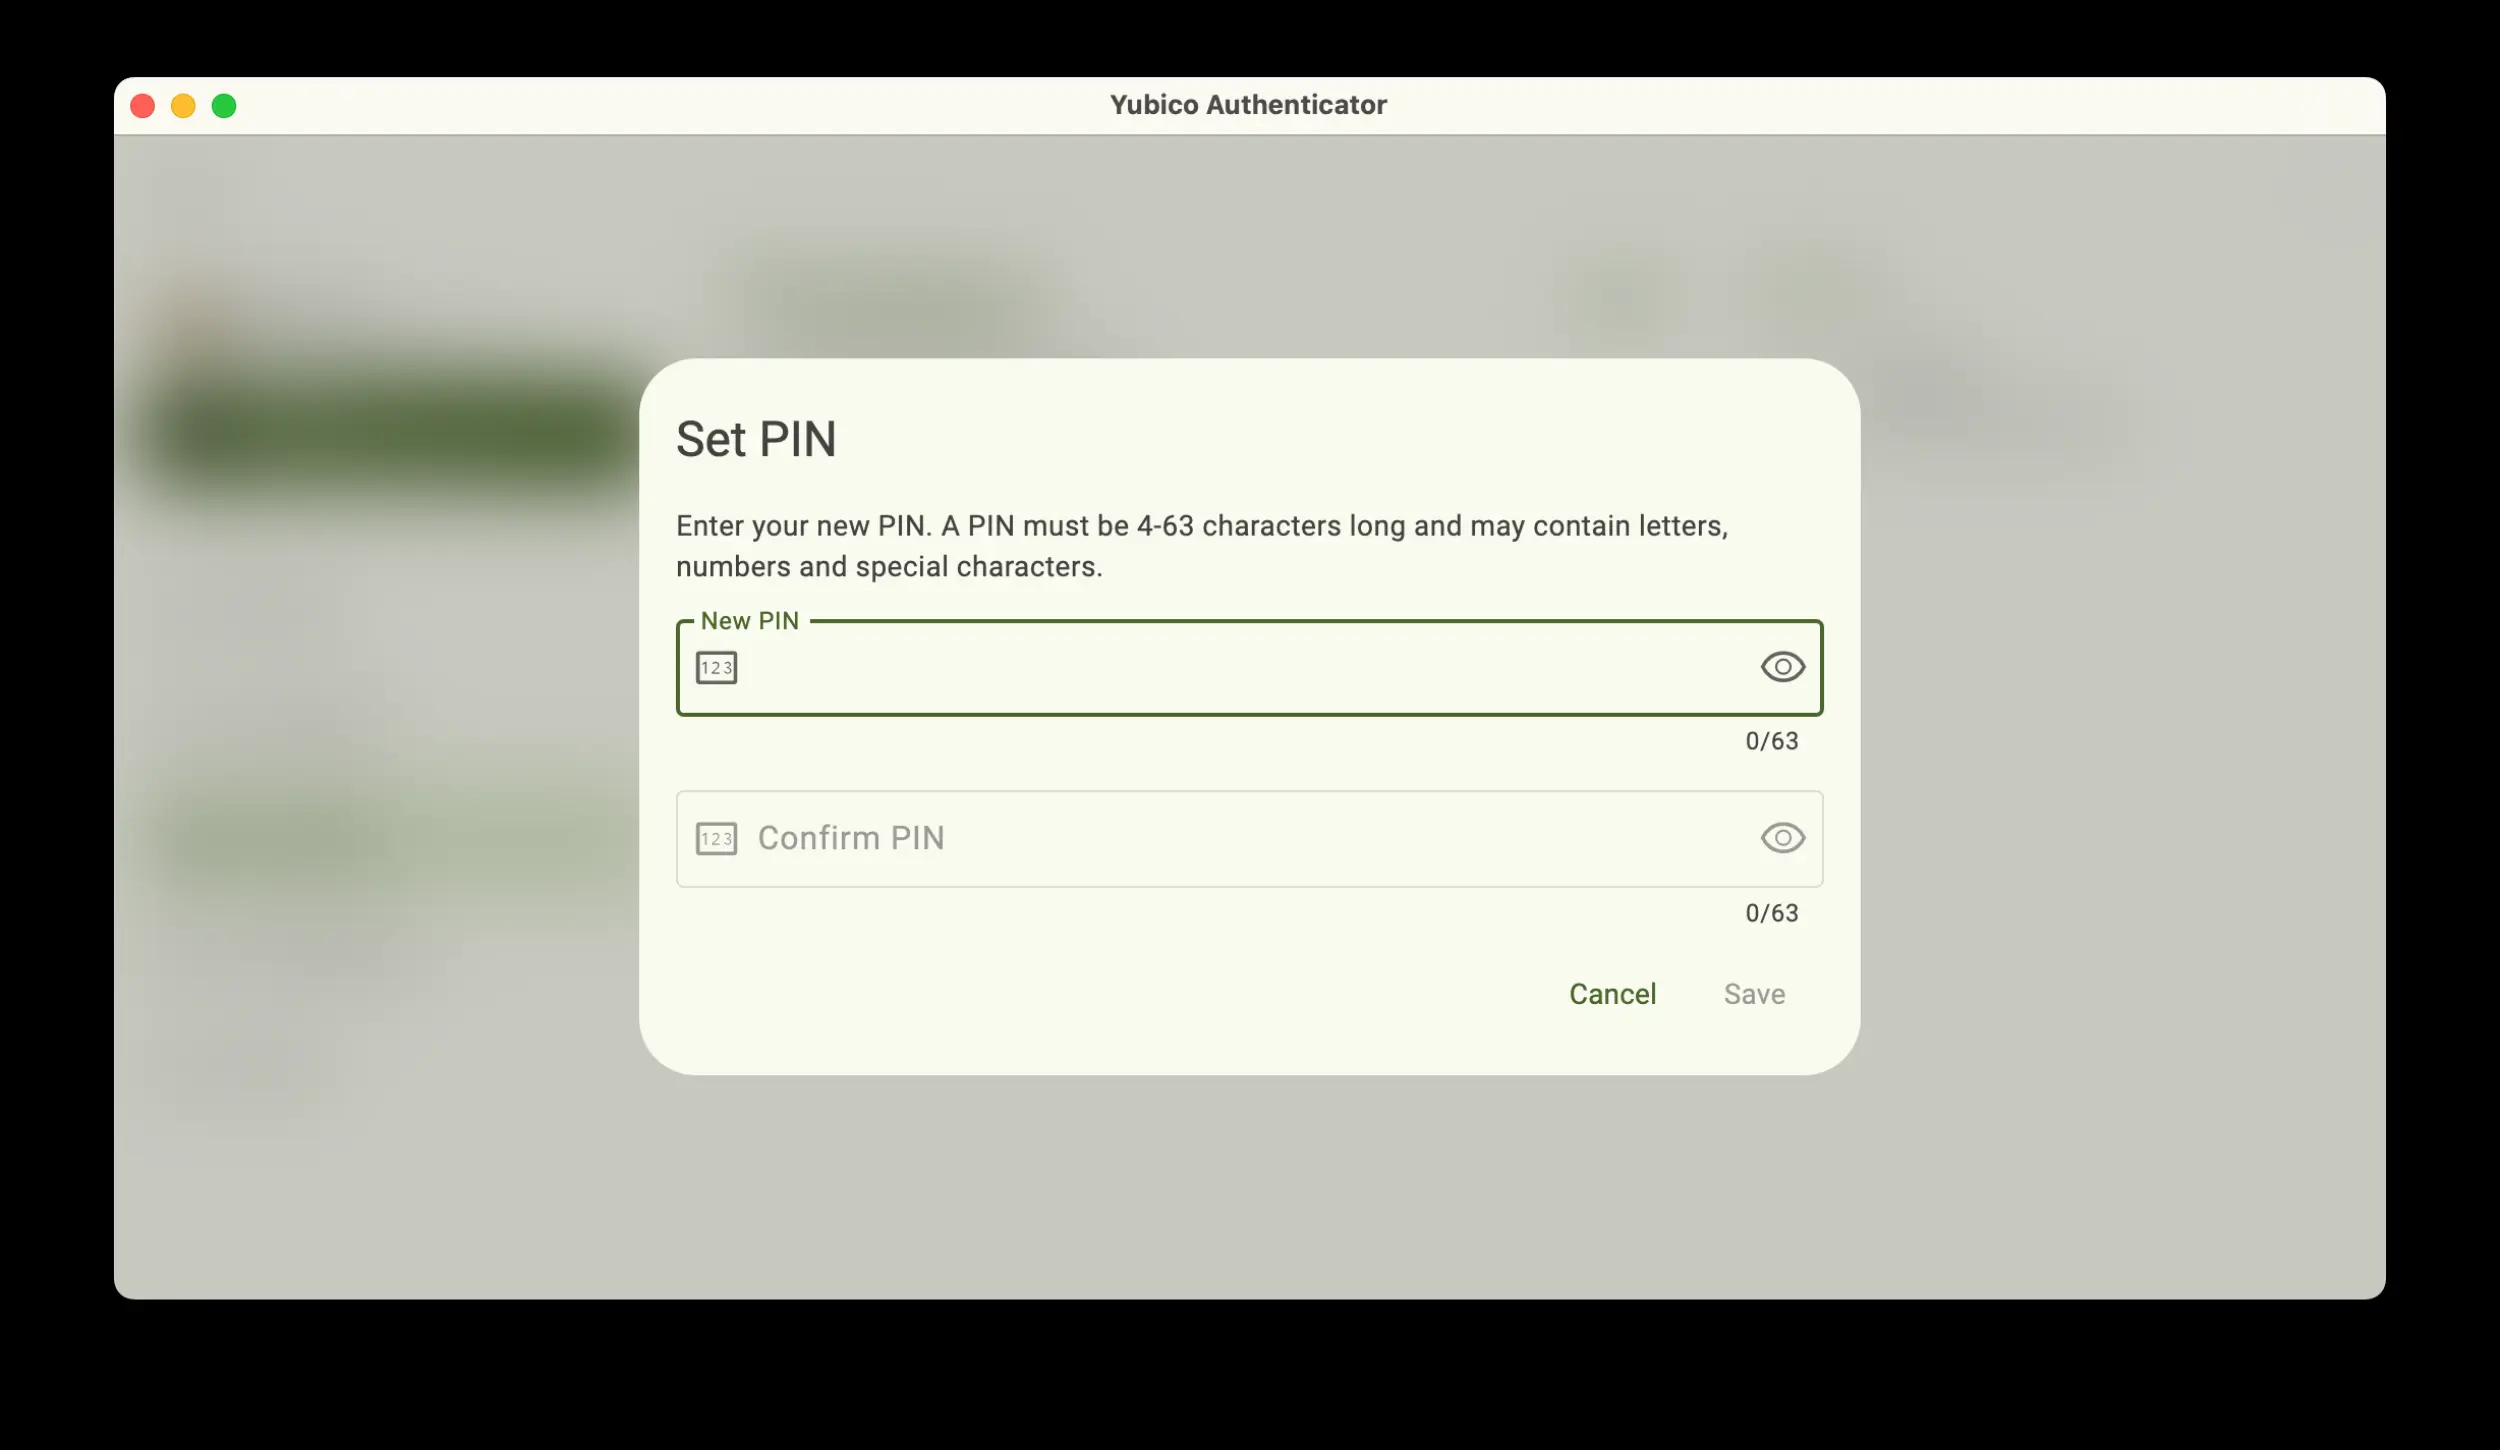 Yubico Authenticator
Set PIN
Enter your new PIN. A PIN must be 4-63 characters long and may contain letters,
numbers and special characters.
New PIN
123
0/63
123 Confirm PIN
0/63
Cancel Save